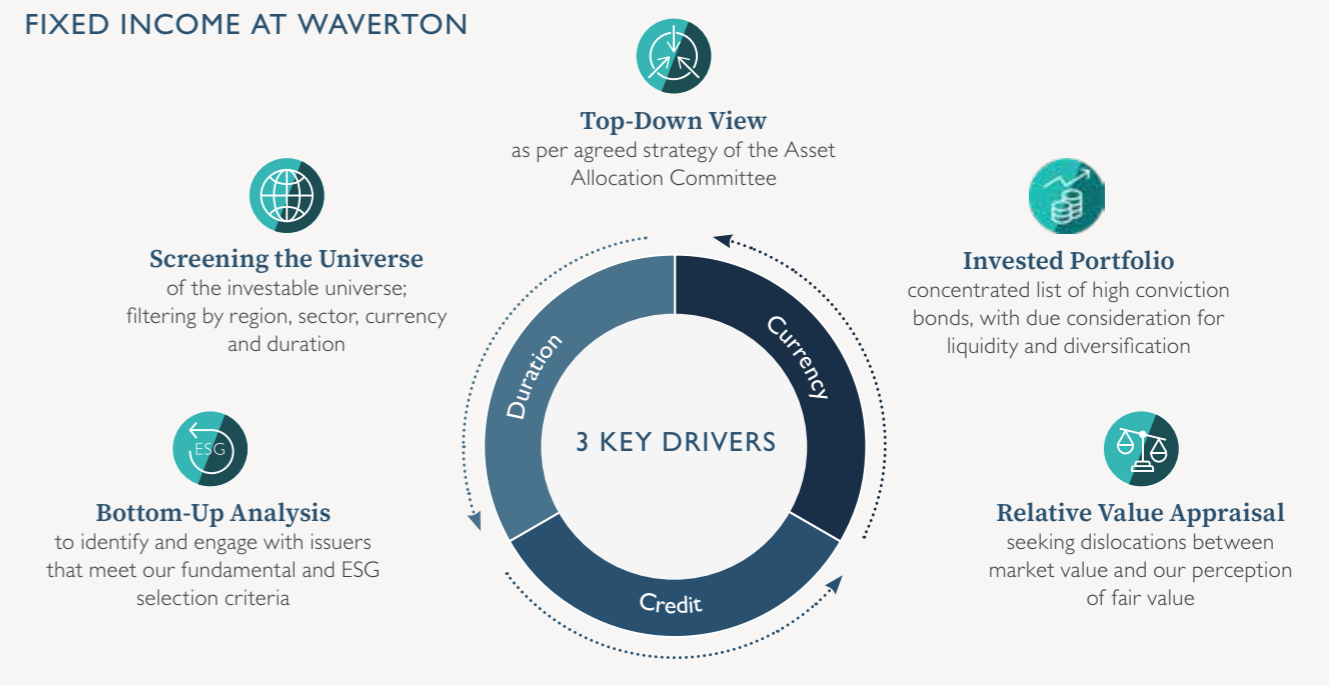 FIXED INCOME AT WAVERTON
Top-Down View
as per agreed strategy of the Asset
Allocation Committee
Screening the Universe
of the investable universe;
filtering by region, sector, currency
and duration
Invested Portfolio
concentrated list of high conviction
bonds, with due consideration for
liquidity and diversification
Duration
Currency
3 KEY DRIVERS
Credit
ESG
Bottom-Up Analysis
to identify and engage with issuers
that meet our fundamental and ESG
selection criteria
Relative Value Appraisal
seeking dislocations between
market value and our perception
of fair value